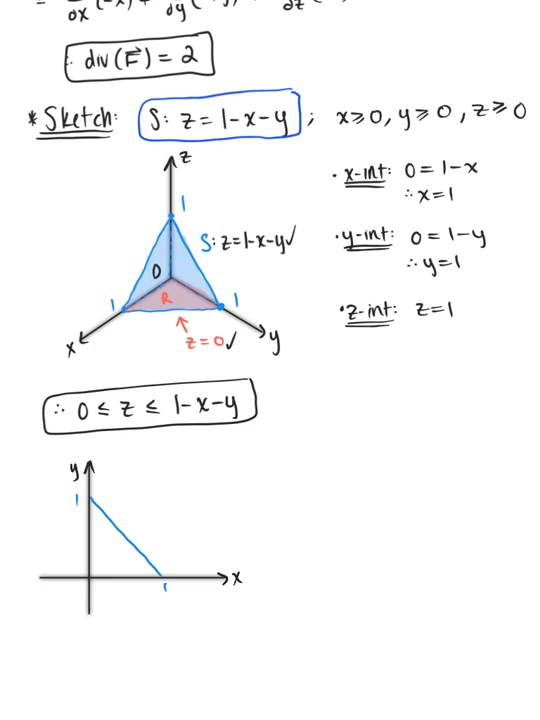 = ∂x (-x) + ∂y ( y) ∂z (
∴ div(F⃗) = 2
* Sketch: S: z = 1-x-y ; x≥0, y≥0, z≥0
z
1
S: z=1-x-y✓
0
R
1
1
x
y
z=0✓
· x-int: 0 = 1-x
∴ x=1
· y-int: 0 = 1-y
∴ y=1
· z-int: z=1
∴ 0 ≤ z ≤ 1-x-y
y
1
x
1